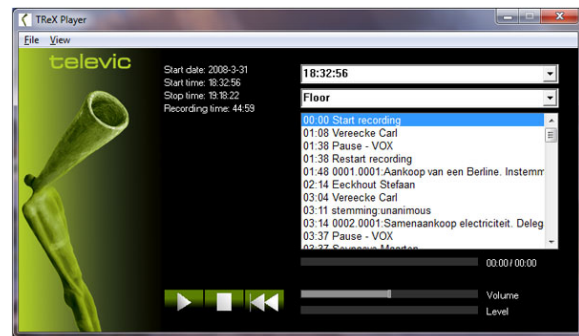 TReX Player
File View
televic
Start date: 2008-3-31
Start time: 18:32:56
Stop time: 19:18:22
Recording time: 44:59
18:32:56
Floor
00:00 Start recording
01:08 Vereecke Carl
01:38 Pause - VOX
01:38 Restart recording
01:48 0001.0001:Aankoop van een Berline. Instemm
02:14 Eeckhout Stefaan
03:04 Vereecke Carl
03:11 stemming:unanimous
03:14 0002.0001:Samenaankoop electriciteit. Deleg
03:37 Pause - VOX
03:37
00:00 / 00:00
Volume
Level